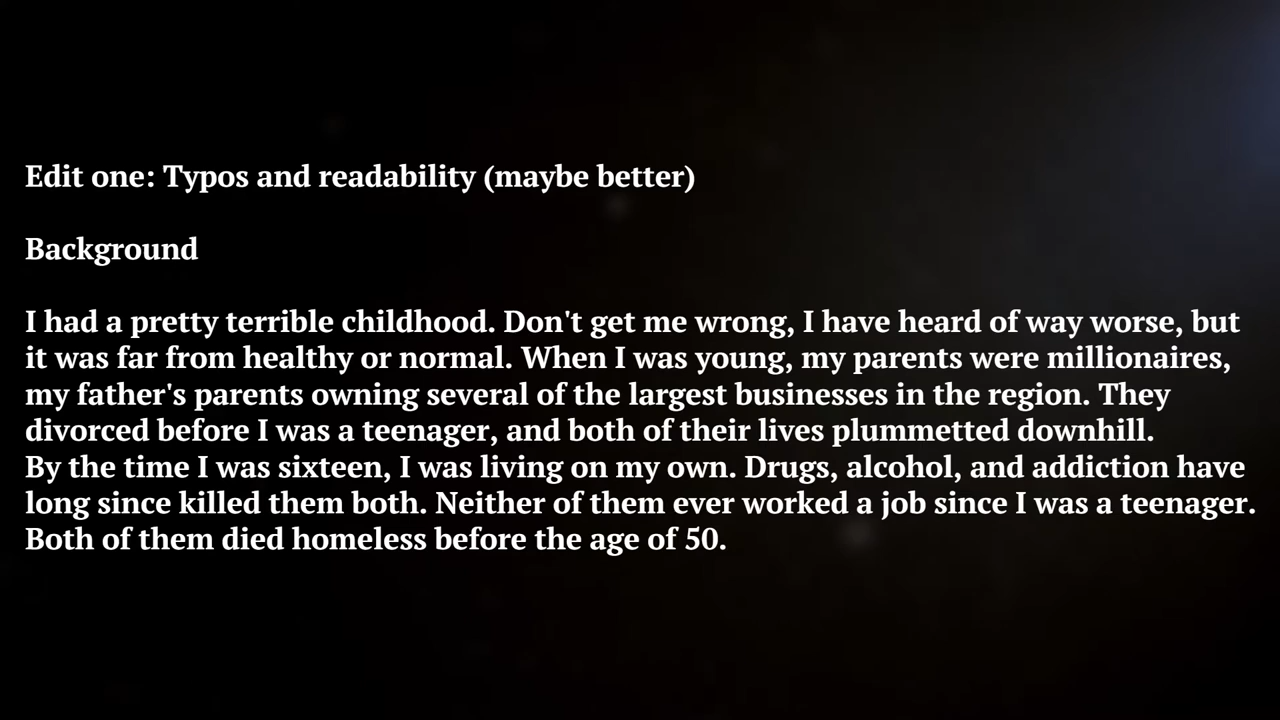 Edit one: Typos and readability (maybe better)
Background
I had a pretty terrible childhood. Don't get me wrong, I have heard of way worse, but
it was far from healthy or normal. When I was young, my parents were millionaires,
my father's parents owning several of the largest businesses in the region. They
divorced before I was a teenager, and both of their lives plummetted downhill.
By the time I was sixteen, I was living on my own. Drugs, alcohol, and addiction have
long since killed them both. Neither of them ever worked a job since I was a teenager.
Both of them died homeless before the age of 50.